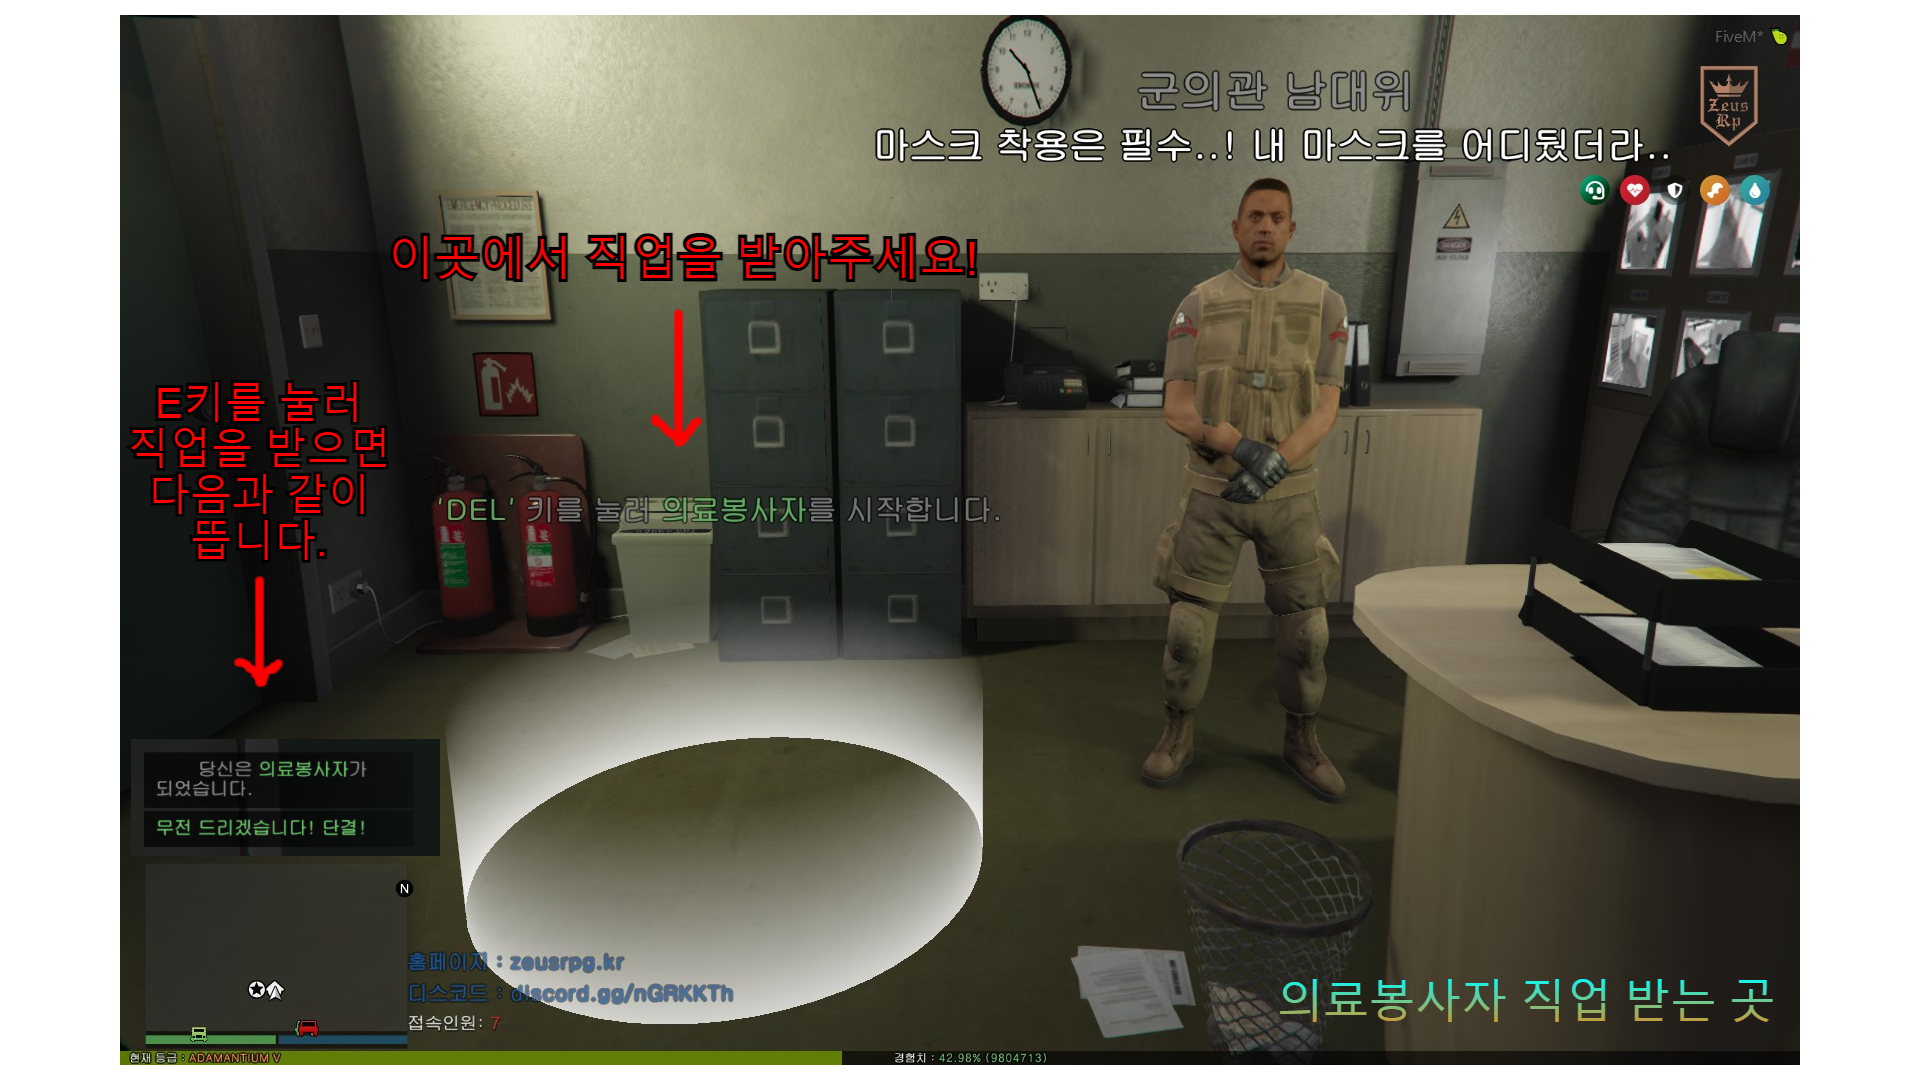 FiveM*
군의관 남대위
Zeus
Rp
마스크 착용은 필수..! 내 마스크를 어디뒀더라..
이곳에서 직업을 받아주세요!
DANGER
E키를 눌러
직업을 받으면
다음과 같이
뜹니다.
'DEL' 키를 눌러 의료봉사자를 시작합니다.
당신은 의료봉사자가
되었습니다.
무전 드리겠습니다! 단결!
N
홈페이지 : zeusrpg.kr
디스코드 : discord.gg/nGRKKTh
접속인원: 7
의료봉사자 직업 받는 곳
현재 등급 : ADAMANTIUM V
경험치 : 42.98% (9804713)